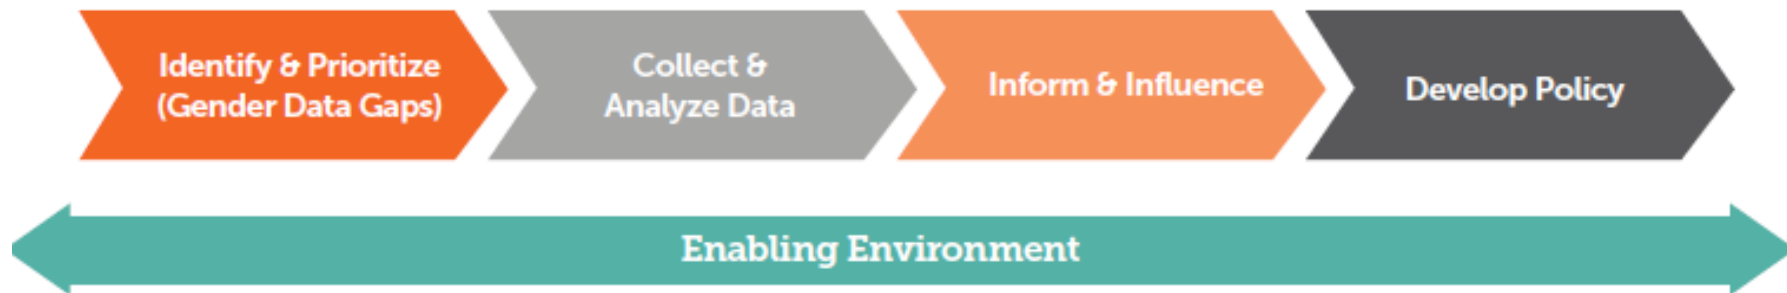 Identify & Prioritize
(Gender Data Gaps)
Collect &
Analyze Data
Inform & Influence
Develop Policy
Enabling Environment